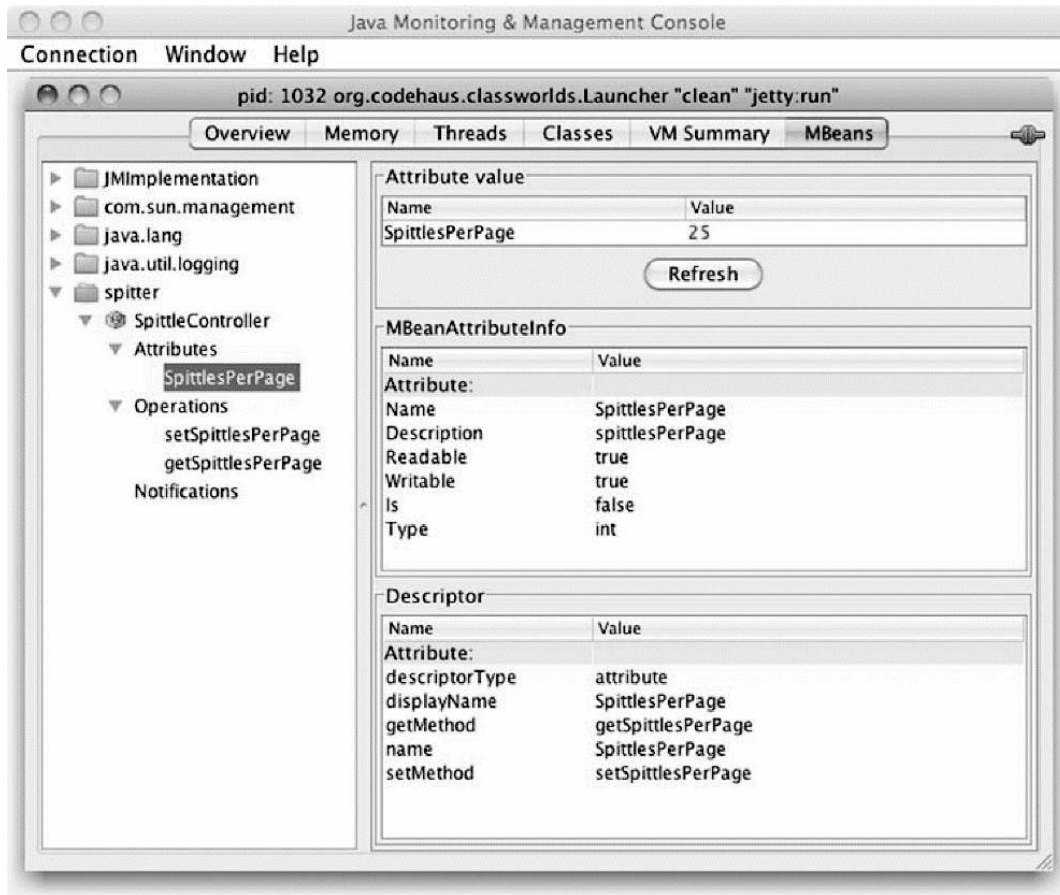 Java Monitoring & Management Console
Connection Window Help
pid: 1032 org.codehaus.classworlds.Launcher "clean" "jetty:run"
Overview Memory Threads Classes VM Summary MBeans
JMImplementation
com.sun.management
java.lang
java.util.logging
spitter
SpittleController
Attributes
SpittlesPerPage
Operations
setSpittlesPerPage
getSpittlesPerPage
Notifications
Attribute value
Name Value
SpittlesPerPage 25
Refresh
MBeanAttributeInfo
Name Value
Attribute:
Name SpittlesPerPage
Description spittlesPerPage
Readable true
Writable true
Is false
Type int
Descriptor
Name Value
Attribute:
descriptorType attribute
displayName SpittlesPerPage
getMethod getSpittlesPerPage
name SpittlesPerPage
setMethod setSpittlesPerPage